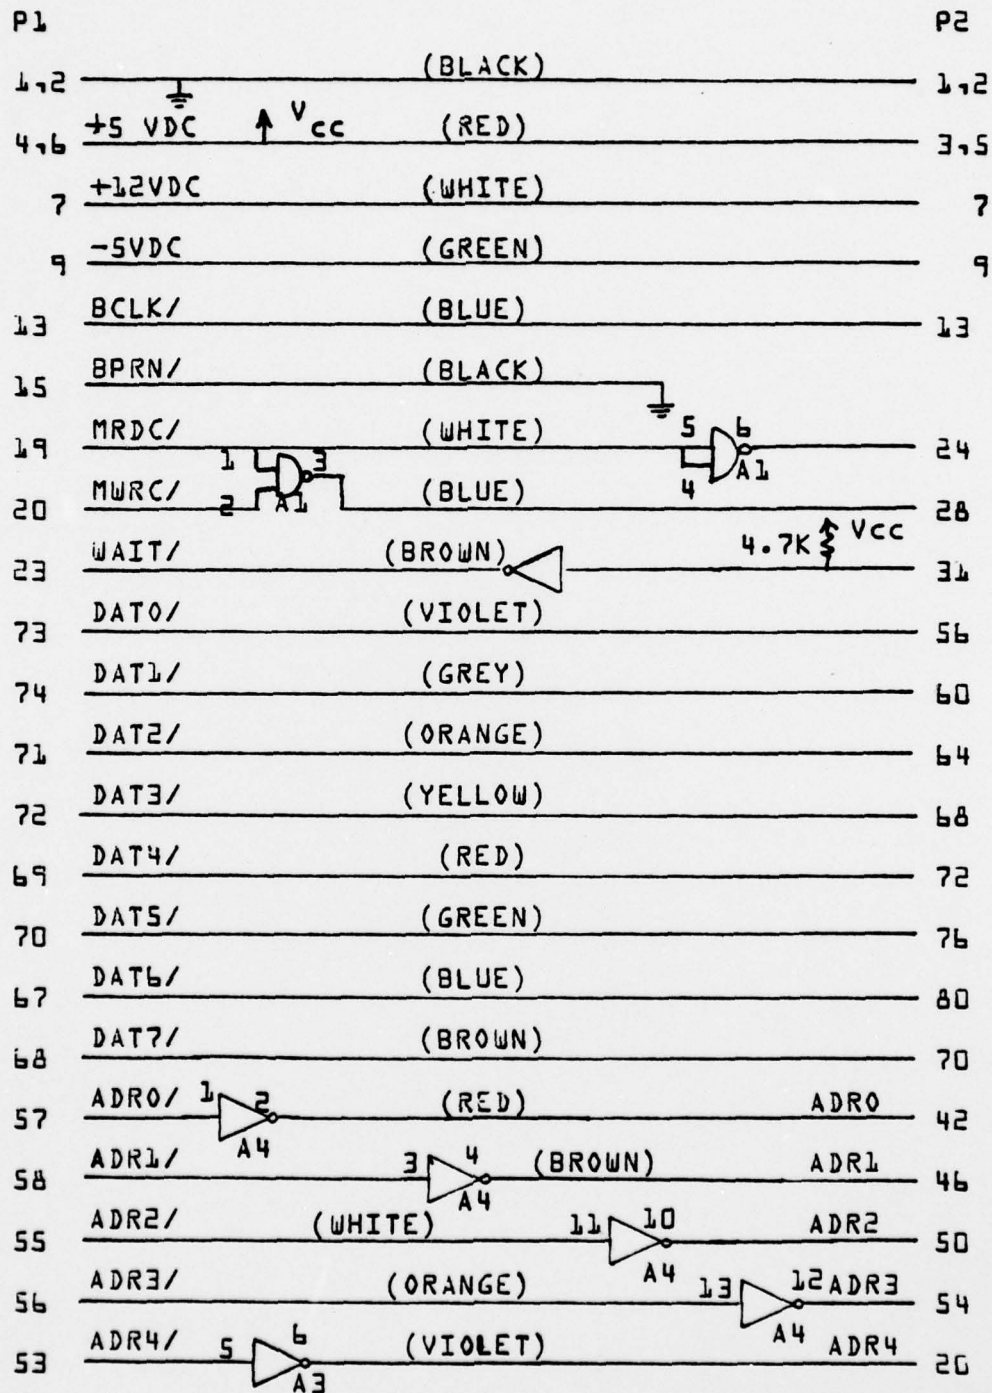 P1 P2
1,2 (BLACK) 1,2
4,6 +5 VDC Vcc (RED) 3,5
7 +12VDC (WHITE) 7
9 -5VDC (GREEN) 9
13 BCLK/ (BLUE) 13
15 BPRN/ (BLACK)
19 MRDC/ (WHITE) 5 6 24
1 3 4 A1
20 MWRC/ 2 A1 (BLUE) 28
23 WAIT/ (BROWN) 4.7K Vcc 31
73 DAT0/ (VIOLET) 56
74 DAT1/ (GREY) 60
71 DAT2/ (ORANGE) 64
72 DAT3/ (YELLOW) 68
69 DAT4/ (RED) 72
70 DAT5/ (GREEN) 76
67 DAT6/ (BLUE) 80
68 DAT7/ (BROWN) 70
57 ADR0/ 1 2 (RED) ADR0 42
A4
58 ADR1/ 3 4 (BROWN) ADR1 46
A4
55 ADR2/ (WHITE) 11 10 ADR2 50
A4
56 ADR3/ (ORANGE) 13 12 ADR3 54
A4
53 ADR4/ 5 6 (VIOLET) ADR4 20
A3